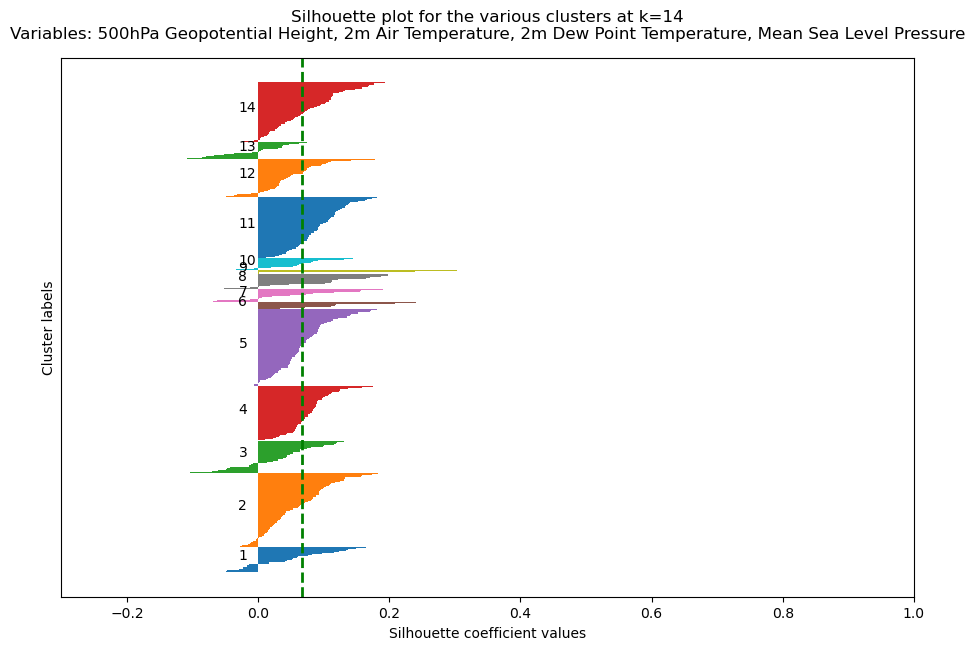 Silhouette plot for the various clusters at k=14
Variables: 500hPa Geopotential Height, 2m Air Temperature, 2m Dew Point Temperature, Mean Sea Level Pressure
14
13
12
11
10
9
8
7
6
5
4
3
2
1
Cluster labels
−0.2 0.0 0.2 0.4 0.6 0.8 1.0
Silhouette coefficient values